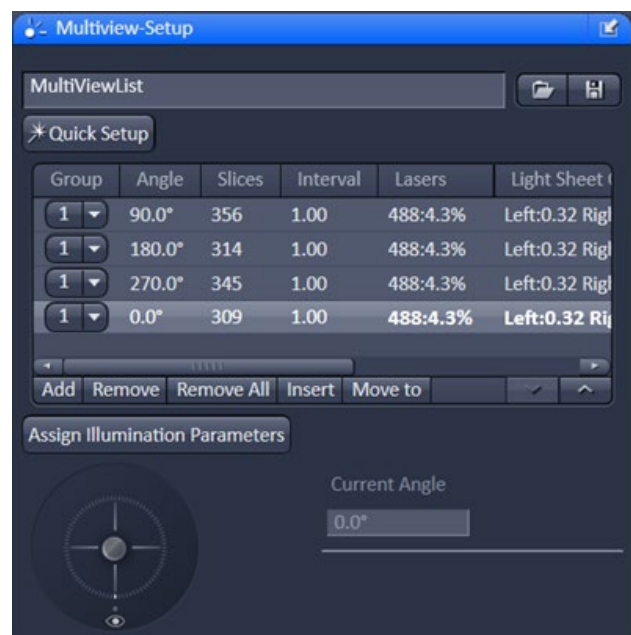 Multiview-Setup
MultiViewList
Quick Setup
Group Angle Slices Interval Lasers Light Sheet
1 90.0° 356 1.00 488:4.3% Left:0.32
1 180.0° 314 1.00 488:4.3% Left:0.32
1 270.0° 345 1.00 488:4.3% Left:0.32
1 0.0° 309 1.00 488:4.3% Left:0.32
Add Remove Remove All Insert Move to
Assign Illumination Parameters
Current Angle
0.0°